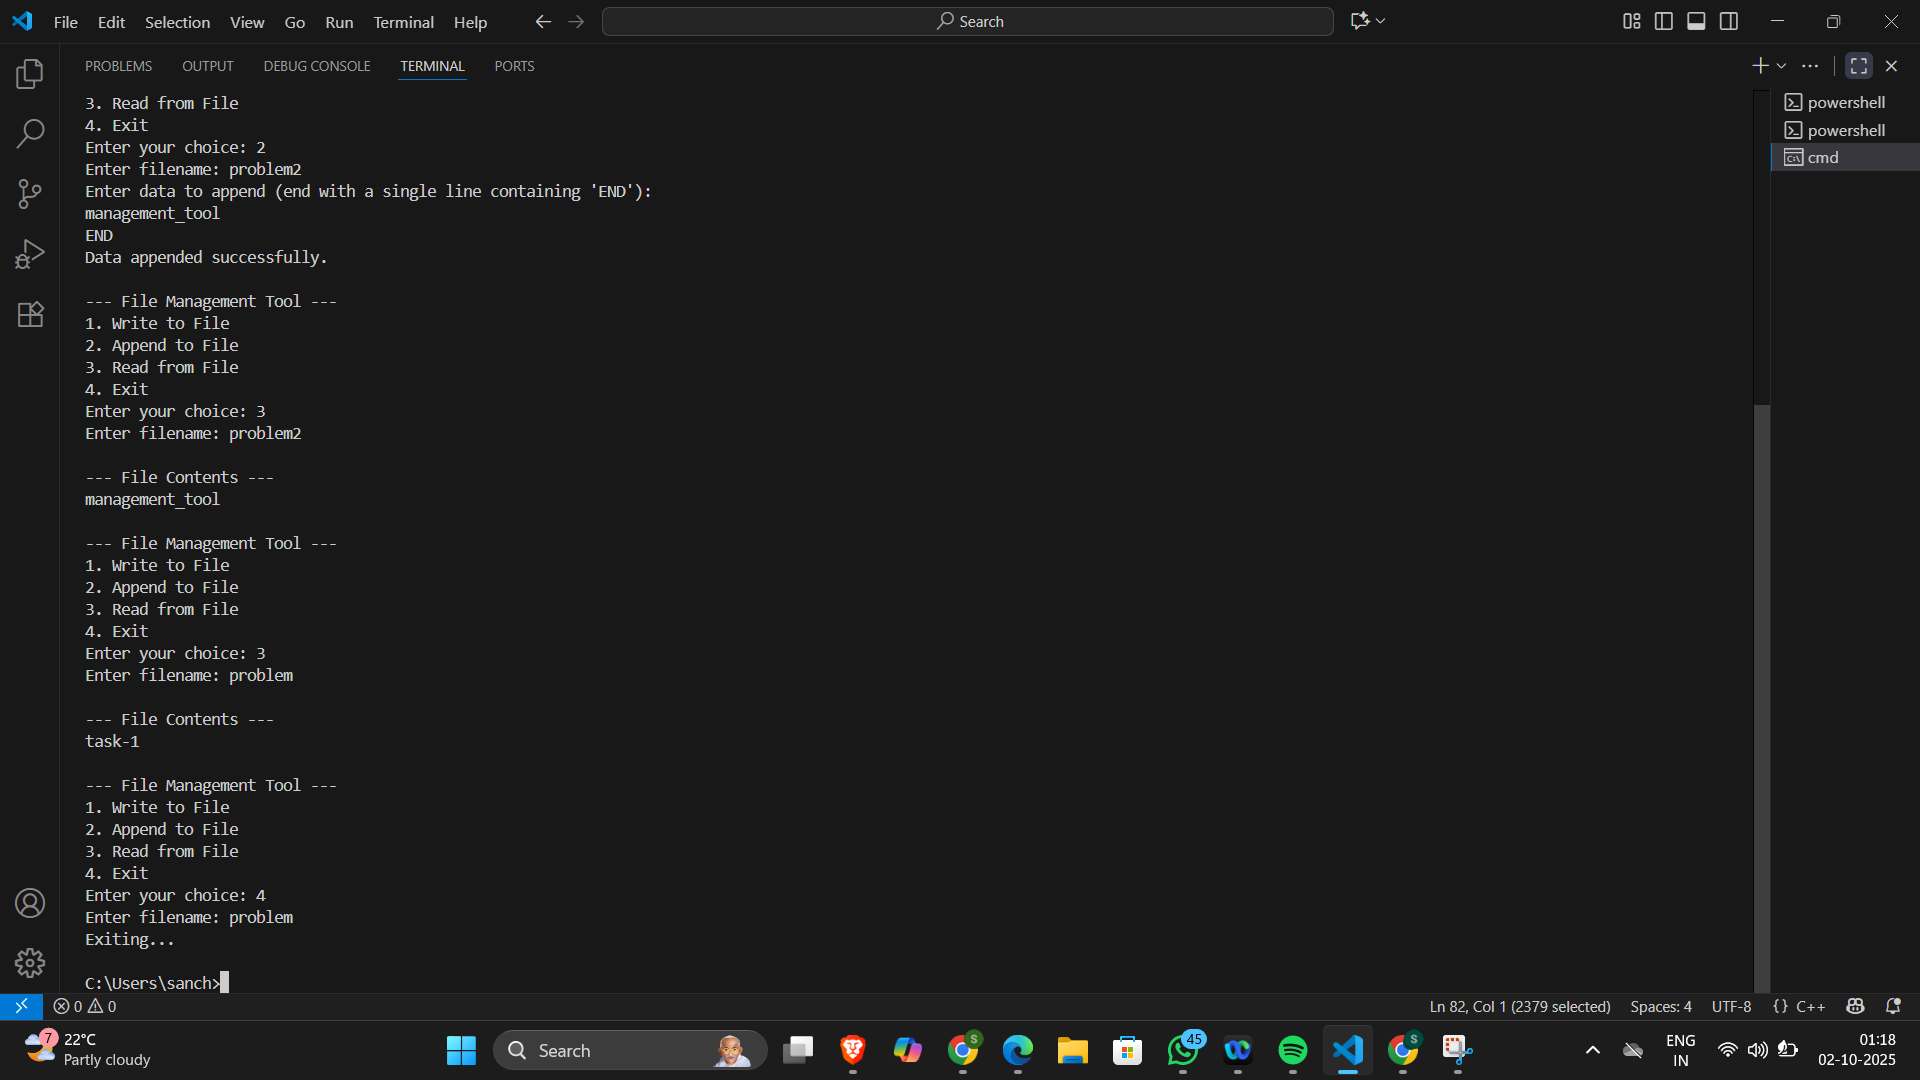 File Edit Selection View Go Run Terminal Help
Search
PROBLEMS OUTPUT DEBUG CONSOLE TERMINAL PORTS
3. Read from File
4. Exit
Enter your choice: 2
Enter filename: problem2
Enter data to append (end with a single line containing 'END'):
management_tool
END
Data appended successfully.
--- File Management Tool ---
1. Write to File
2. Append to File
3. Read from File
4. Exit
Enter your choice: 3
Enter filename: problem2
--- File Contents ---
management_tool
--- File Management Tool ---
1. Write to File
2. Append to File
3. Read from File
4. Exit
Enter your choice: 3
Enter filename: problem
--- File Contents ---
task-1
--- File Management Tool ---
1. Write to File
2. Append to File
3. Read from File
4. Exit
Enter your choice: 4
Enter filename: problem
Exiting...
C:\Users\sanch>
powershell
powershell
cmd
0 0
Ln 82, Col 1 (2379 selected) Spaces: 4 UTF-8 {} C++
7
22°C
Partly cloudy
Search
S
45
S
ENG
IN
01:18
02-10-2025